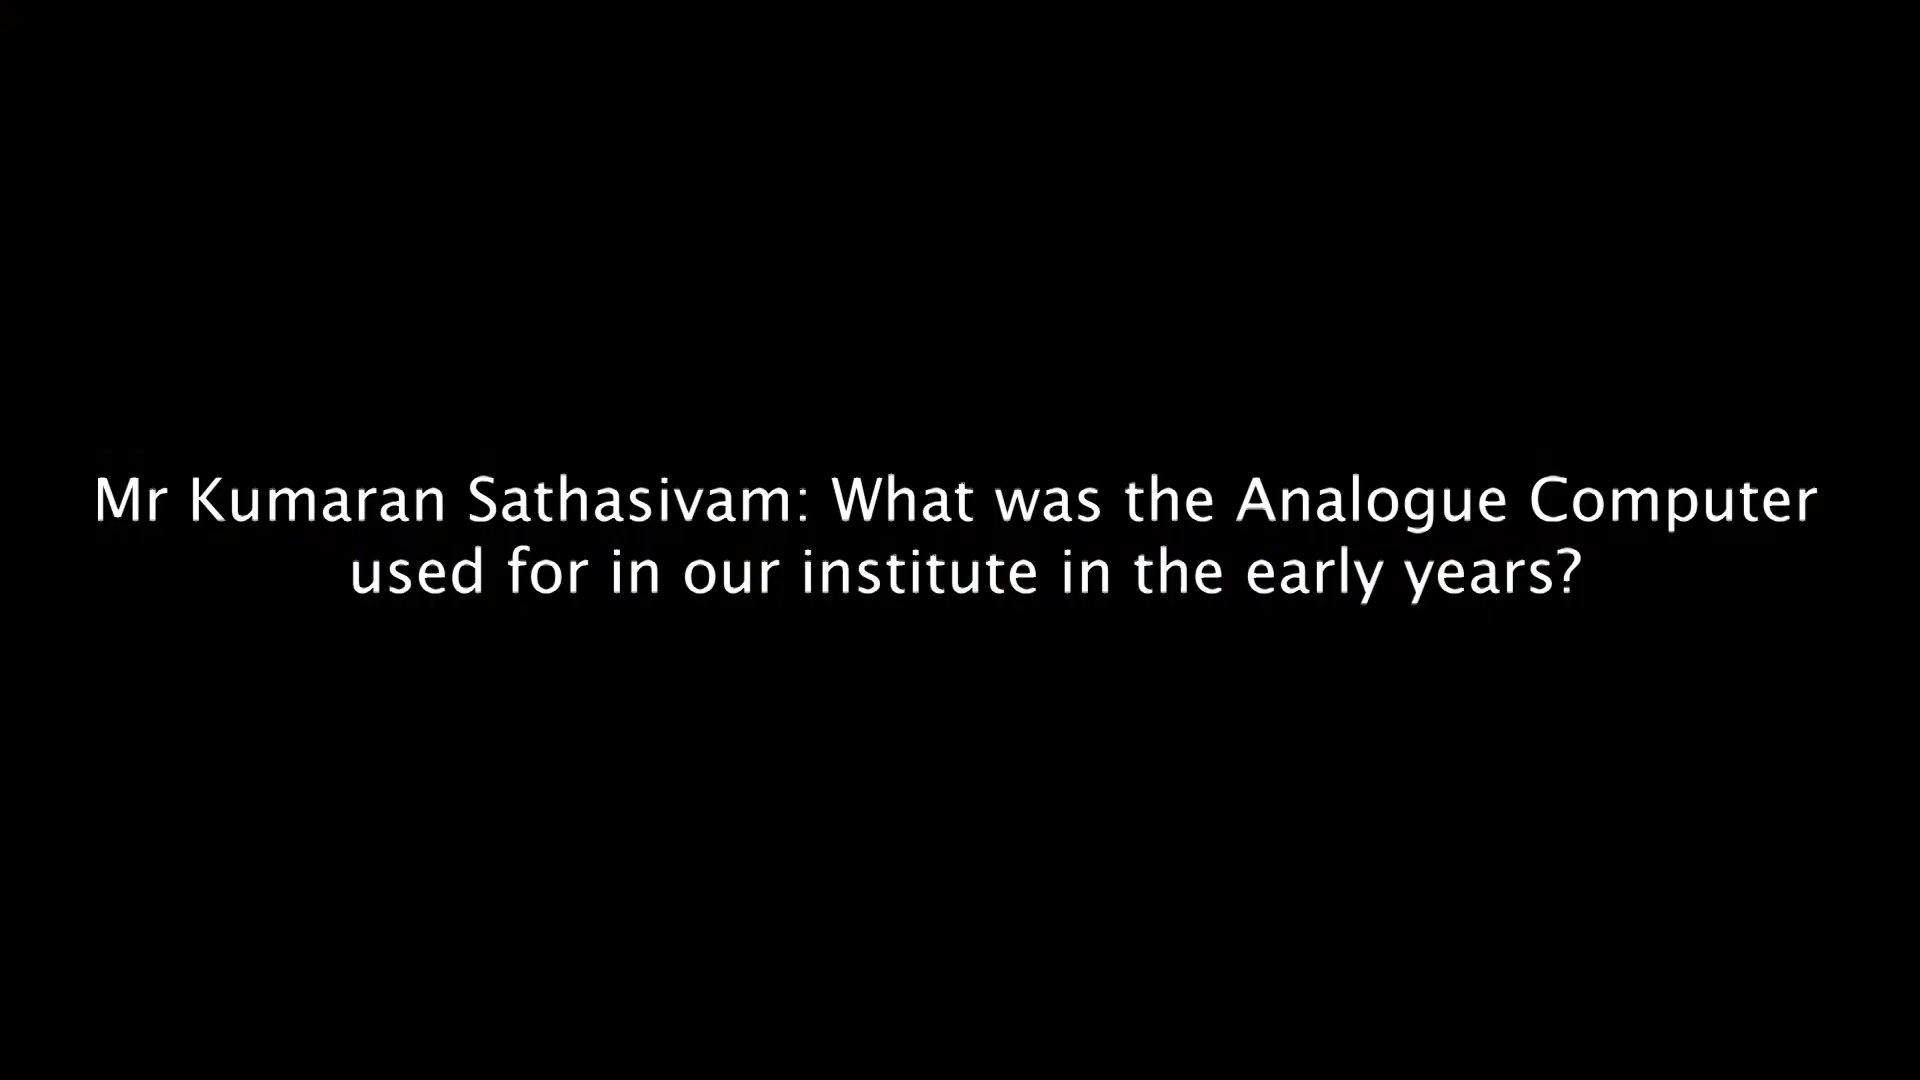 Mr Kumaran Sathasivam: What was the Analogue Computer
used for in our institute in the early years?